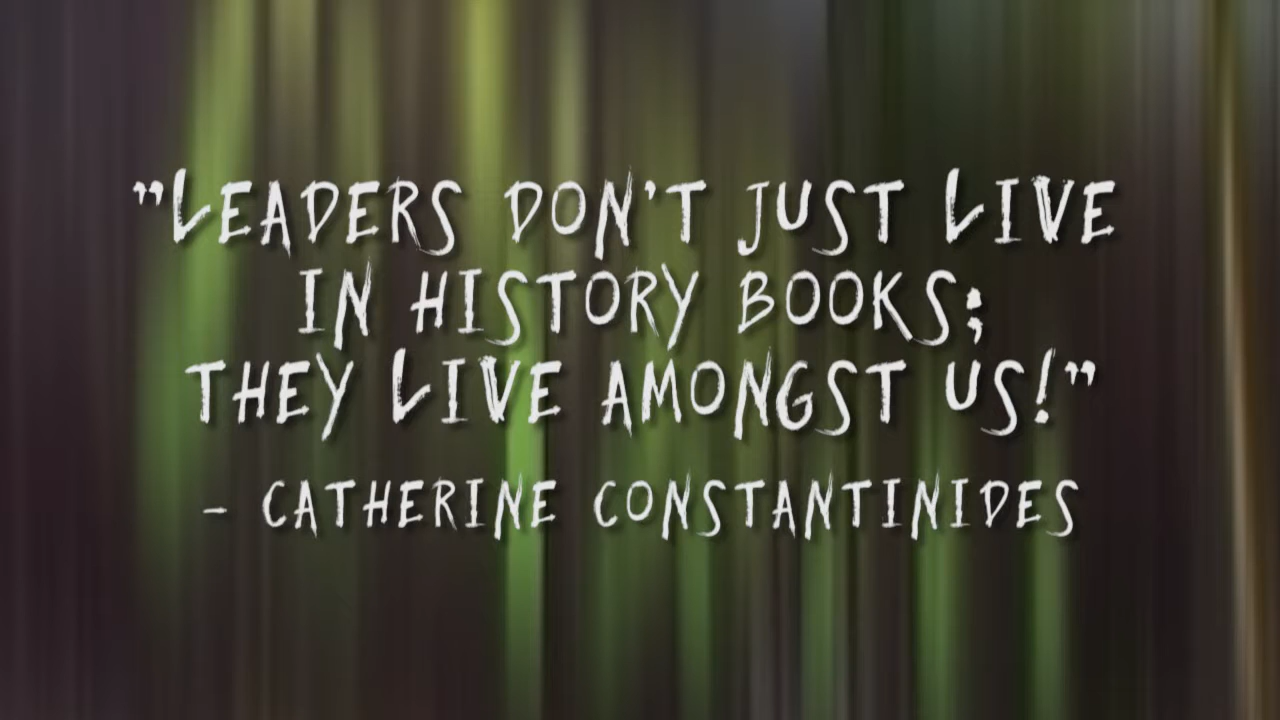 "LEADERS DON'T JUST LIVE
IN HISTORY BOOKS;
THEY LIVE AMONGST US!"
- CATHERINE CONSTANTINIDES